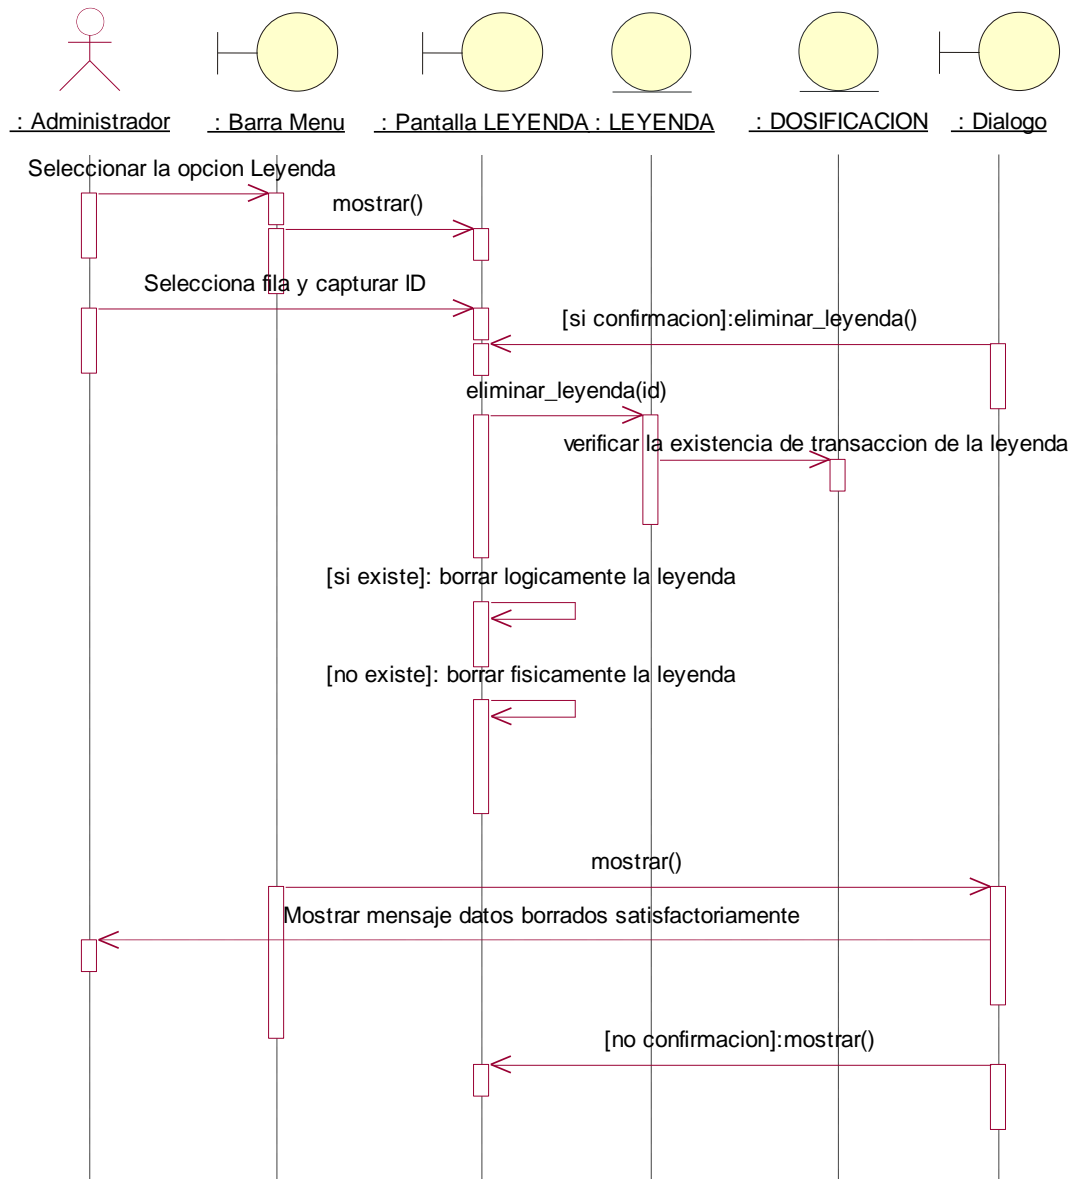 : Administrador
: Barra Menu
: Pantalla LEYENDA
: LEYENDA
: DOSIFICACION
: Dialogo
Seleccionar la opcion Leyenda
mostrar()
Selecciona fila y capturar ID
[si confirmacion]:eliminar_leyenda()
eliminar_leyenda(id)
verificar la existencia de transaccion de la leyenda
[si existe]: borrar logicamente la leyenda
[no existe]: borrar fisicamente la leyenda
mostrar()
Mostrar mensaje datos borrados satisfactoriamente
[no confirmacion]:mostrar()